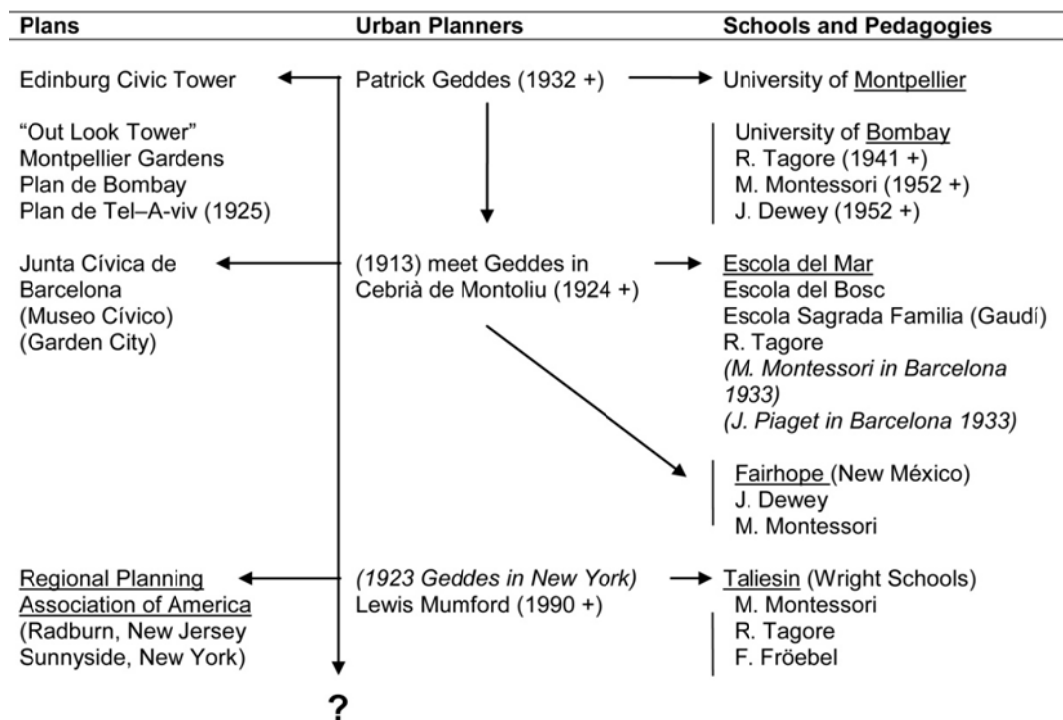 Plans Urban Planners Schools and Pedagogies
Edinburg Civic Tower Patrick Geddes (1932 +) University of Montpellier
“Out Look Tower”
Montpellier Gardens
Plan de Bombay
Plan de Tel–A-viv (1925)
University of Bombay
R. Tagore (1941 +)
M. Montessori (1952 +)
J. Dewey (1952 +)
Junta Cívica de
Barcelona
(Museo Cívico)
(Garden City)
(1913) meet Geddes in
Cebrià de Montoliu (1924 +)
Escola del Mar
Escola del Bosc
Escola Sagrada Familia (Gaudí)
R. Tagore
(M. Montessori in Barcelona
1933)
(J. Piaget in Barcelona 1933)
Fairhope (New México)
J. Dewey
M. Montessori
Regional Planning
Association of America
(Radburn, New Jersey
Sunnyside, New York)
(1923 Geddes in New York)
Lewis Mumford (1990 +)
Taliesin (Wright Schools)
M. Montessori
R. Tagore
F. Fröebel
?